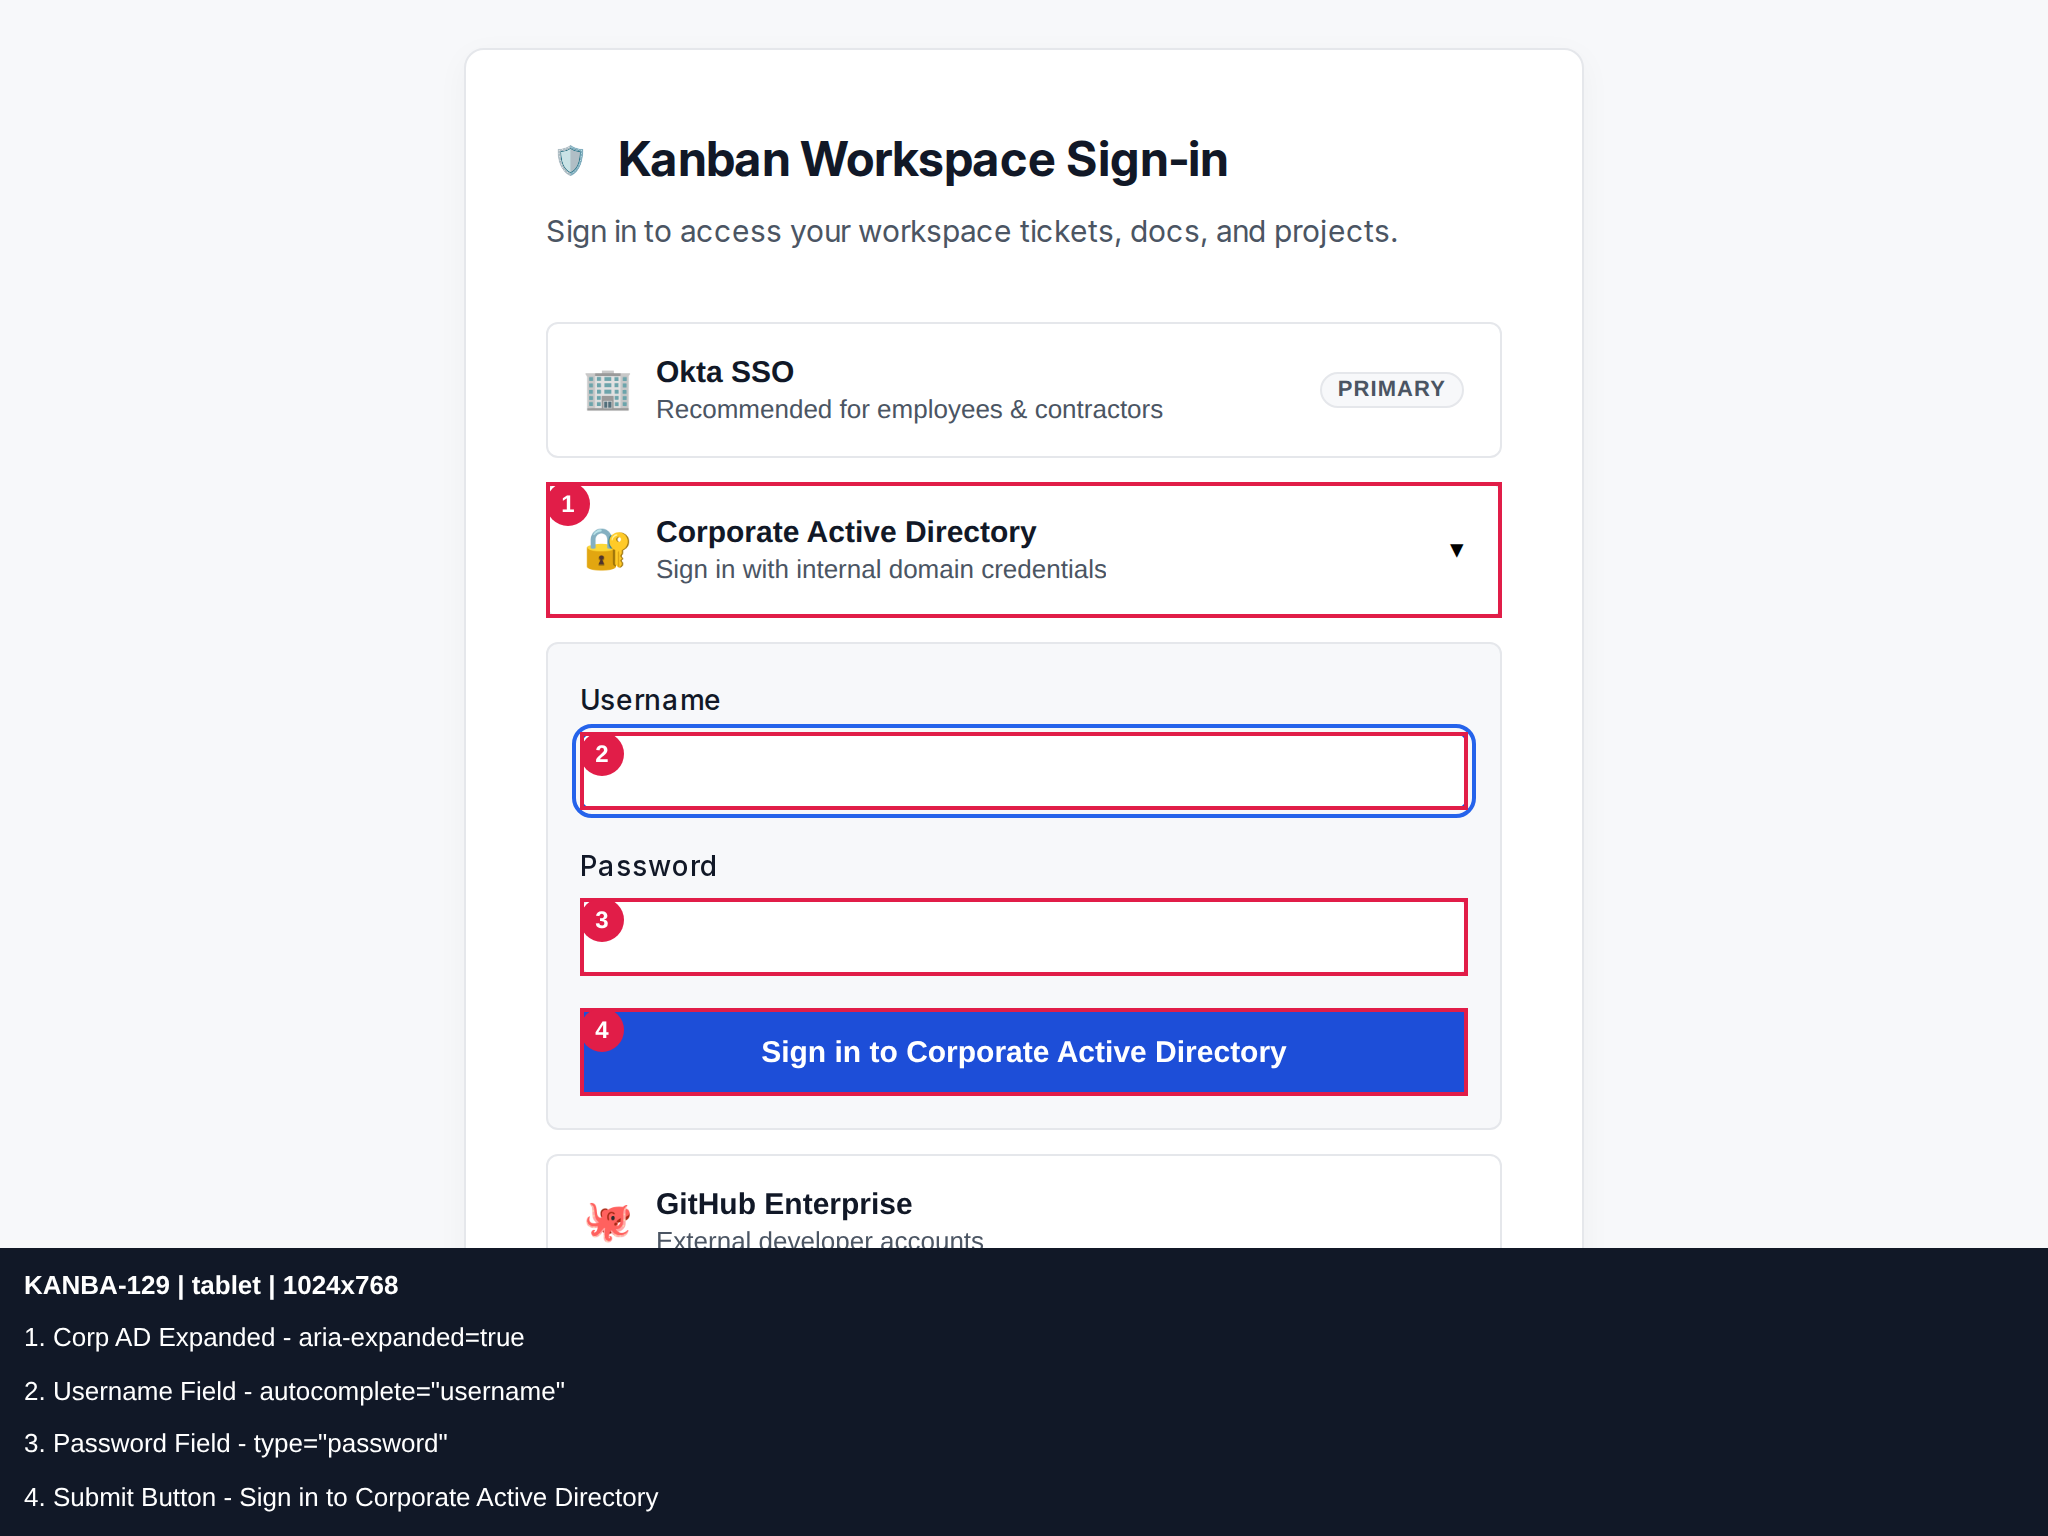 Kanban Workspace Sign-in
Sign in to access your workspace tickets, docs, and projects.
Okta SSO
Recommended for employees & contractors
PRIMARY
1
Corporate Active Directory
Sign in with internal domain credentials
▼
Username
2
Password
3
4
Sign in to Corporate Active Directory
GitHub Enterprise
External developer accounts
KANBA-129 | tablet | 1024x768
1. Corp AD Expanded - aria-expanded=true
2. Username Field - autocomplete="username"
3. Password Field - type="password"
4. Submit Button - Sign in to Corporate Active Directory